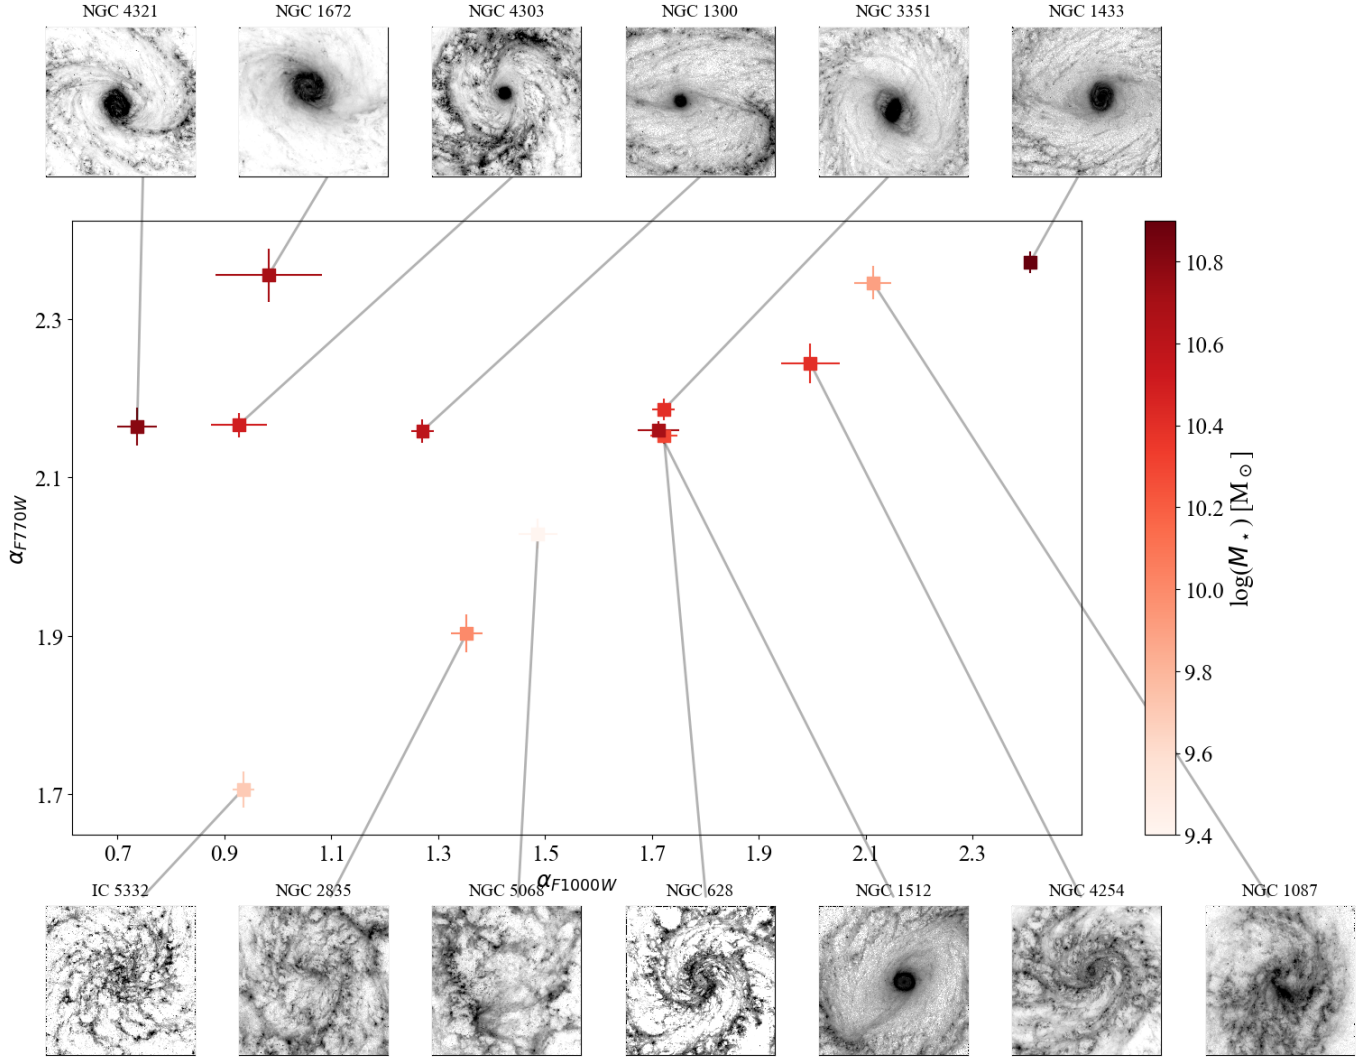 NGC 4321 NGC 1672 NGC 4303 NGC 1300 NGC 3351 NGC 1433
2.3
2.1
1.9
1.7
α_F770W
0.7 0.9 1.1 1.3 1.5 1.7 1.9 2.1 2.3
α_F1000W
10.8
10.6
10.4
10.2
10.0
9.8
9.6
9.4
log(M⋆) [M⊙]
IC 5332 NGC 2835 NGC 5068 NGC 628 NGC 1512 NGC 4254 NGC 1087